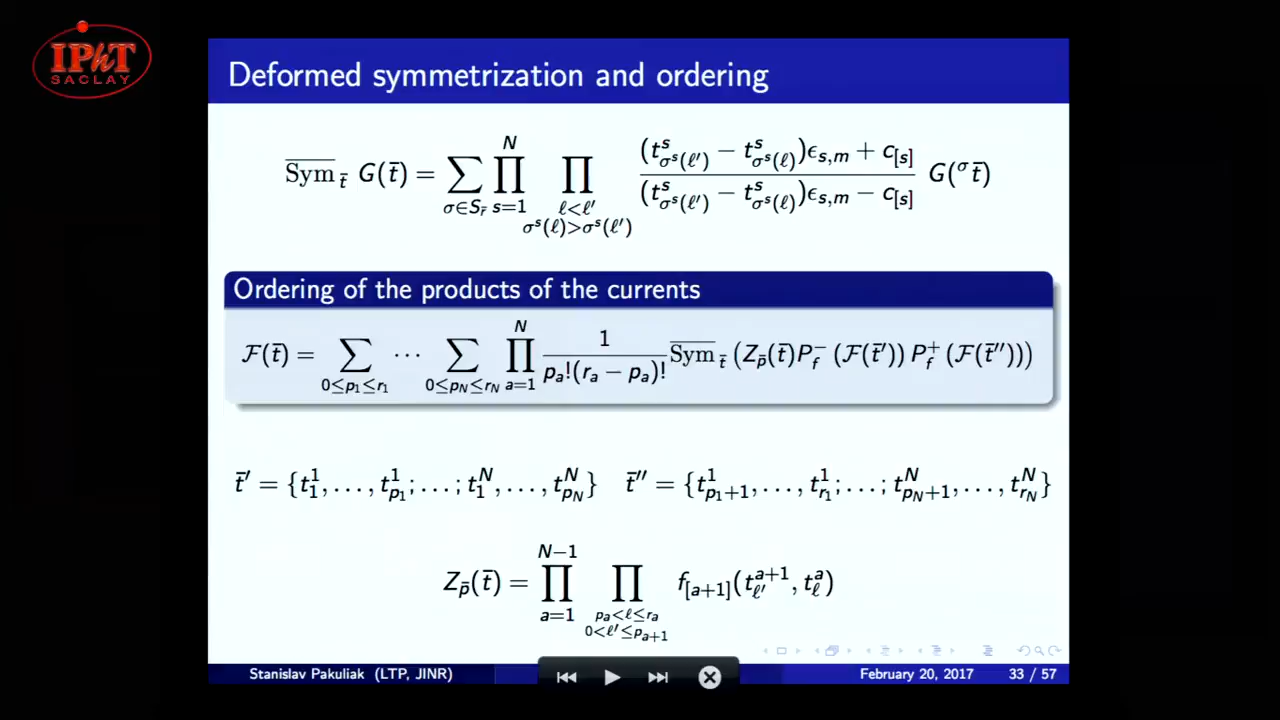 IPhT
SACLAY
Deformed symmetrization and ordering
$\overline{\mathrm{Sym}}_{\bar t}\, G(\bar t) = \sum_{\sigma \in S_{\bar r}} \prod_{s=1}^{N} \prod_{\substack{\ell<\ell' \\ \sigma^s(\ell)>\sigma^s(\ell')}} \frac{(t^s_{\sigma^s(\ell')} - t^s_{\sigma^s(\ell)})\epsilon_{s,m} + c_{[s]}}{(t^s_{\sigma^s(\ell')} - t^s_{\sigma^s(\ell)})\epsilon_{s,m} - c_{[s]}}\, G({}^{\sigma}\bar t)$
Ordering of the products of the currents
$\mathcal{F}(\bar t) = \sum_{0\le p_1\le r_1} \cdots \sum_{0\le p_N\le r_N} \prod_{a=1}^{N} \frac{1}{p_a!(r_a - p_a)!} \overline{\mathrm{Sym}}_{\bar t} \left( Z_{\bar p}(\bar t) P_f^- (\mathcal{F}(\bar t')) P_f^+ (\mathcal{F}(\bar t'')) \right)$
$\bar t' = \{t^1_1, \ldots, t^1_{p_1}; \ldots; t^N_1, \ldots, t^N_{p_N}\}$ $\bar t'' = \{t^1_{p_1+1}, \ldots, t^1_{r_1}; \ldots; t^N_{p_N+1}, \ldots, t^N_{r_N}\}$
$Z_{\bar p}(\bar t) = \prod_{a=1}^{N-1} \prod_{\substack{p_a<\ell\le r_a \\ 0<\ell'\le p_{a+1}}} f_{[a+1]}(t^{a+1}_{\ell'}, t^a_{\ell})$
Stanislav Pakuliak (LTP, JINR) February 20, 2017 33 / 57